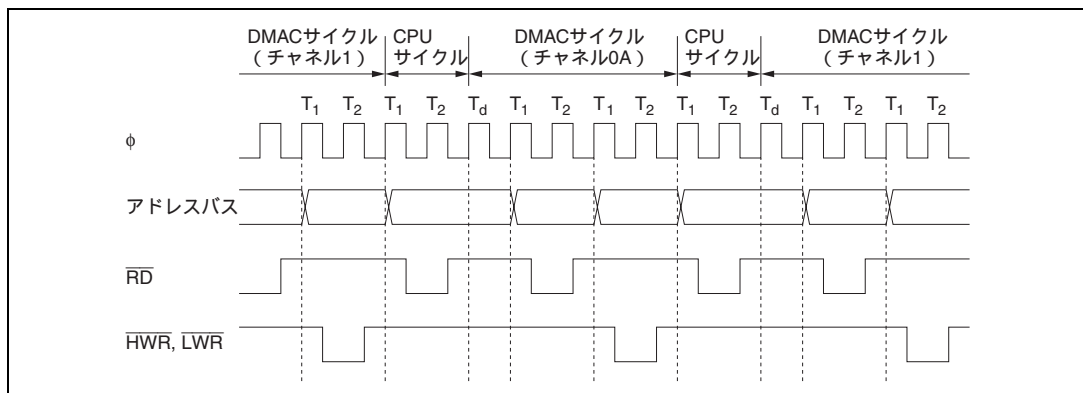 DMACサイクル CPU DMACサイクル CPU DMACサイクル
(チャネル1) サイクル (チャネル0A) サイクル (チャネル1)
T1 T2 T1 T2 Td T1 T2 T1 T2 T1 T2 Td T1 T2 T1 T2
φ
アドレスバス
RD
HWR, LWR